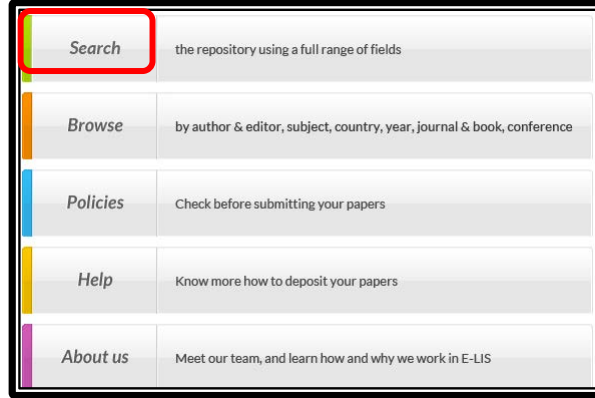 Search the repository using a full range of fields
Browse by author & editor, subject, country, year, journal & book, conference
Policies Check before submitting your papers
Help Know more how to deposit your papers
About us Meet our team, and learn how and why we work in E-LIS